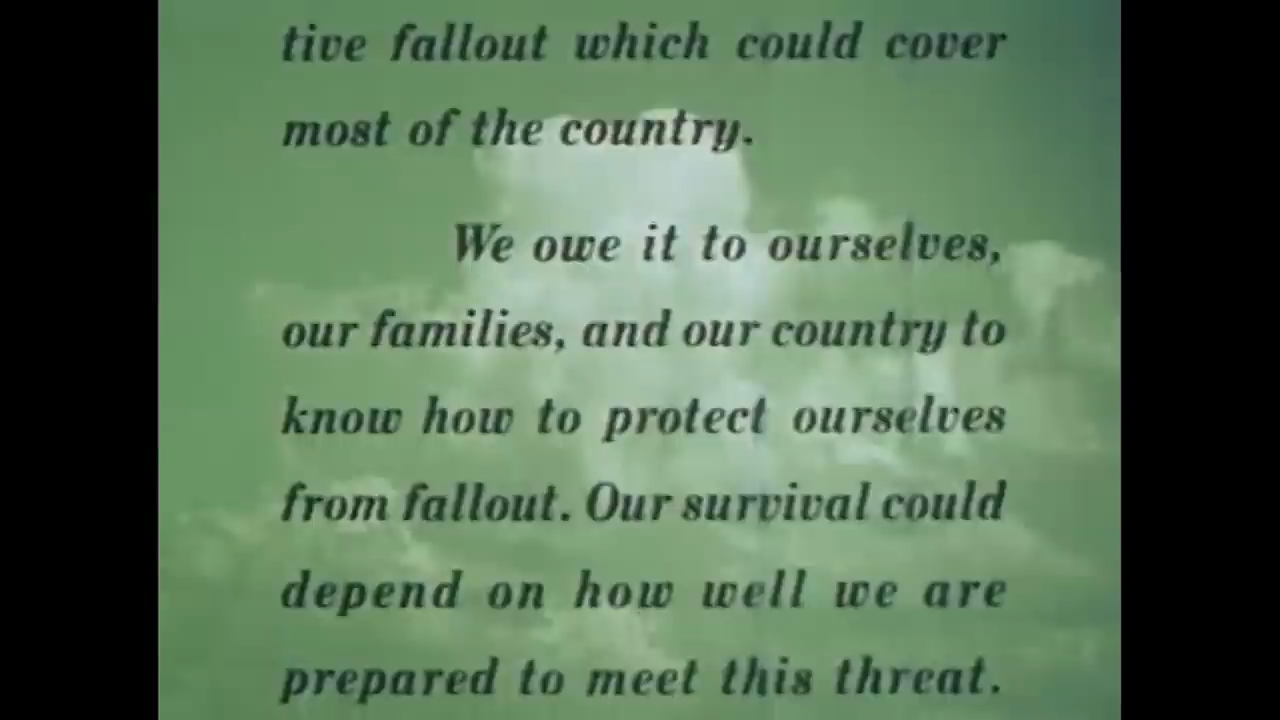 tive fallout which could cover
most of the country.
We owe it to ourselves,
our families, and our country to
know how to protect ourselves
from fallout. Our survival could
depend on how well we are
prepared to meet this threat.